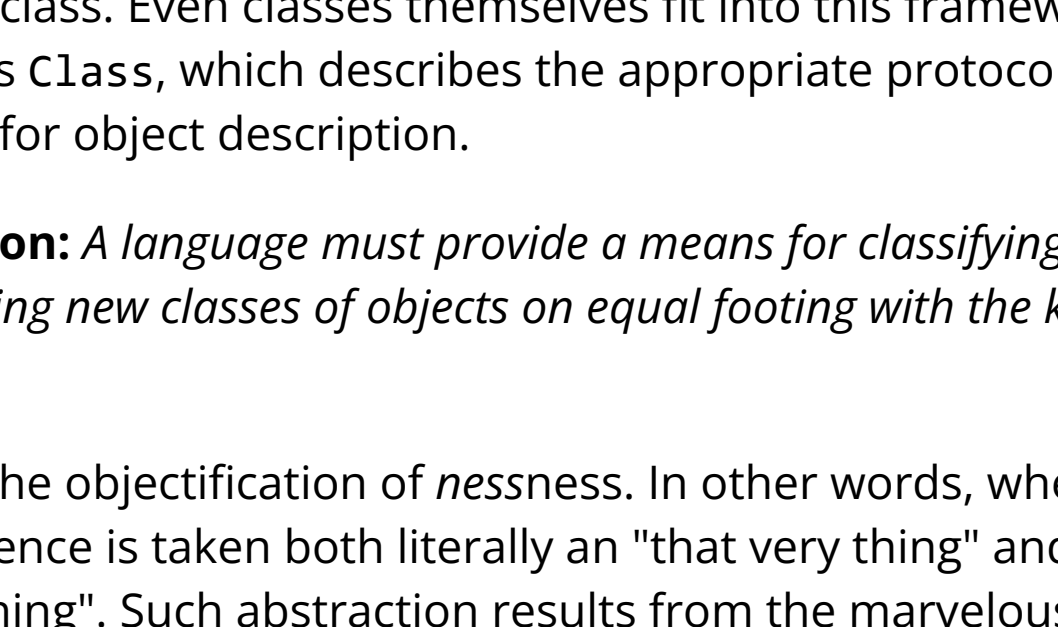 class. Even classes themselves fit into this framew
s Class, which describes the appropriate protoco
for object description.
on: A language must provide a means for classifying
ing new classes of objects on equal footing with the k
he objectification of nessness. In other words, whe
ence is taken both literally an "that very thing" and
hing". Such abstraction results from the marvelous